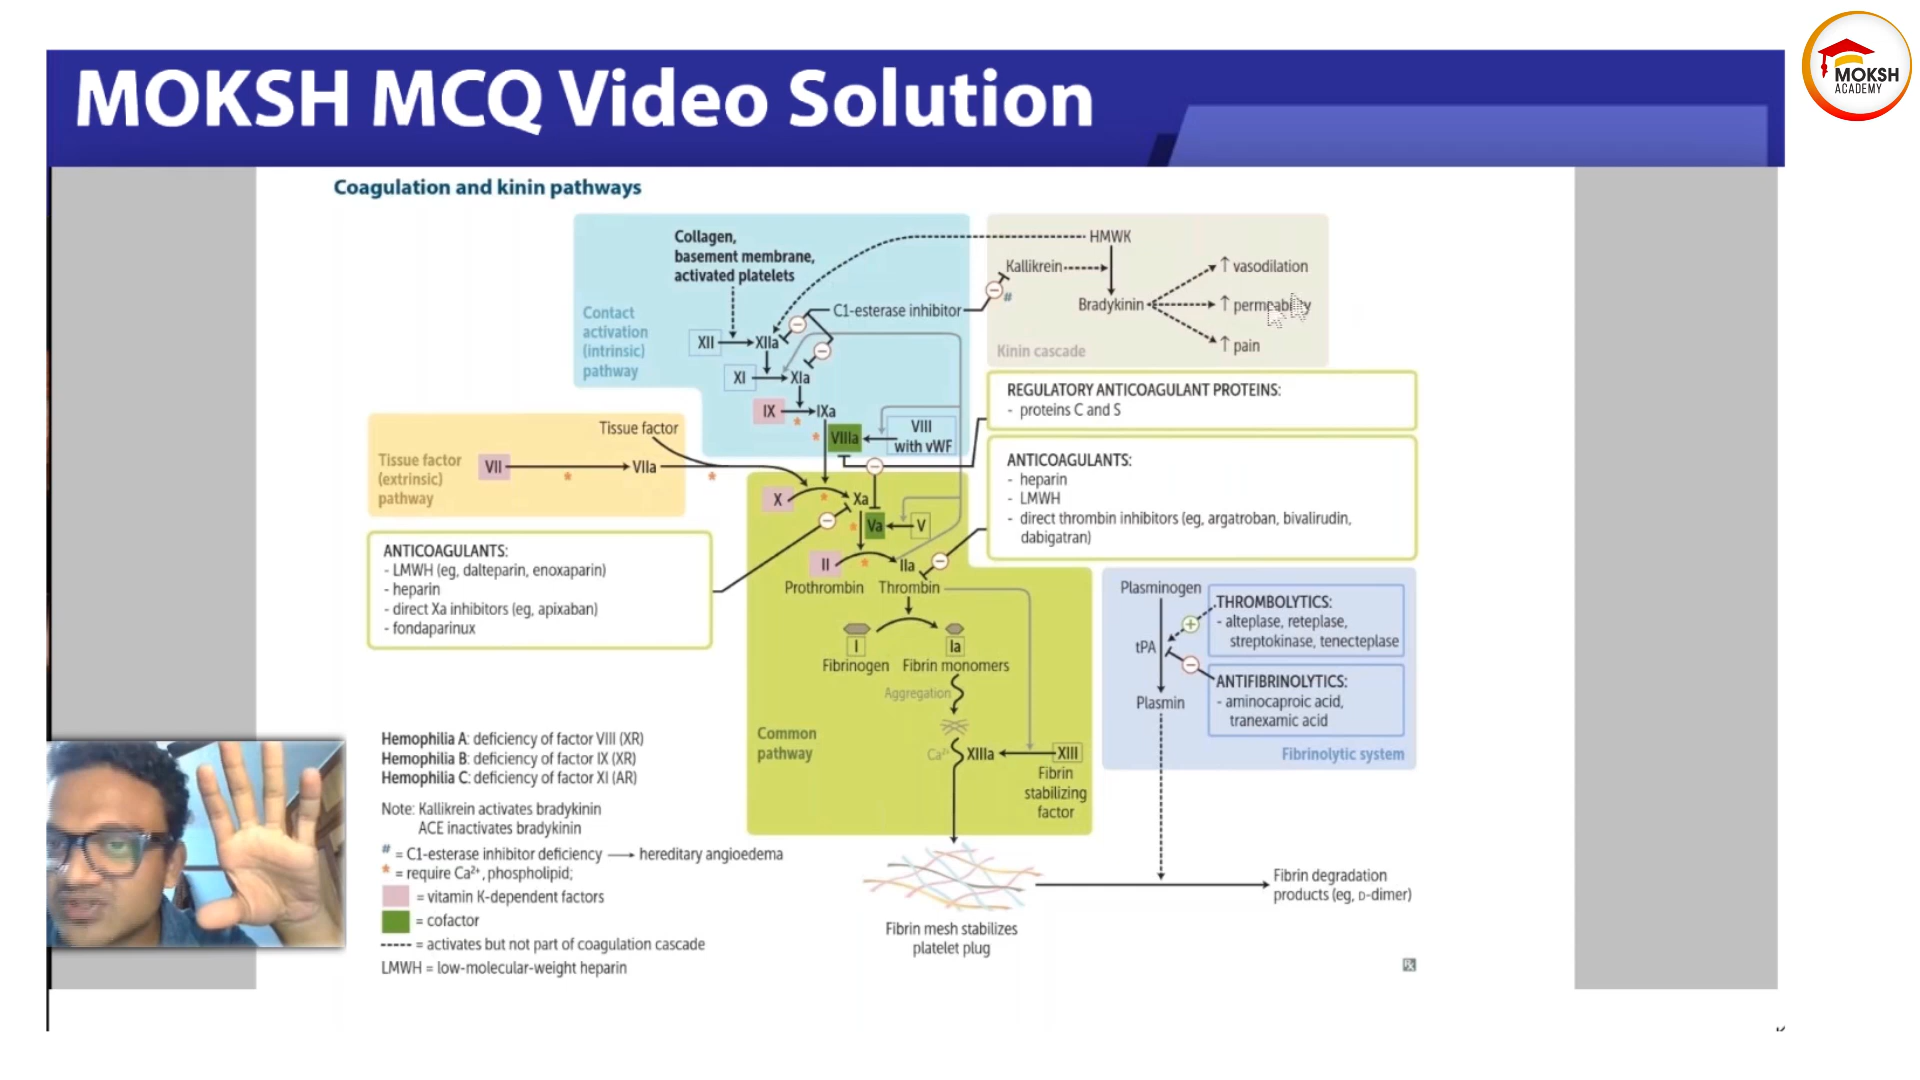 MOKSH MCQ Video Solution
MOKSH
ACADEMY
Coagulation and kinin pathways
Collagen,
basement membrane,
activated platelets
Contact
activation
(intrinsic)
pathway
XII
XIIa
XI
XIa
IX
*
IXa
*
VIIIa
VIII
with vWF
C1-esterase inhibitor
#
HMWK
Kallikrein
Bradykinin
↑ vasodilation
↑ permeability
↑ pain
Kinin cascade
REGULATORY ANTICOAGULANT PROTEINS:
- proteins C and S
ANTICOAGULANTS:
- heparin
- LMWH
- direct thrombin inhibitors (eg, argatroban, bivalirudin,
dabigatran)
Tissue factor
Tissue factor
(extrinsic)
pathway
VII
*
VIIa
*
X
*
Xa
*
Va
V
II
*
IIa
Prothrombin
Thrombin
ANTICOAGULANTS:
- LMWH (eg, dalteparin, enoxaparin)
- heparin
- direct Xa inhibitors (eg, apixaban)
- fondaparinux
I
Ia
Fibrinogen
Fibrin monomers
Aggregation
Common
pathway
Ca²⁺
XIIIa
XIII
Fibrin
stabilizing
factor
Plasminogen
tPA
Plasmin
THROMBOLYTICS:
- alteplase, reteplase,
streptokinase, tenecteplase
ANTIFIBRINOLYTICS:
- aminocaproic acid,
tranexamic acid
Fibrinolytic system
Hemophilia A: deficiency of factor VIII (XR)
Hemophilia B: deficiency of factor IX (XR)
Hemophilia C: deficiency of factor XI (AR)
Note: Kallikrein activates bradykinin
ACE inactivates bradykinin
# = C1-esterase inhibitor deficiency → hereditary angioedema
* = require Ca²⁺, phospholipid;
= vitamin K-dependent factors
= cofactor
= activates but not part of coagulation cascade
LMWH = low-molecular-weight heparin
Fibrin mesh stabilizes
platelet plug
Fibrin degradation
products (eg, D-dimer)